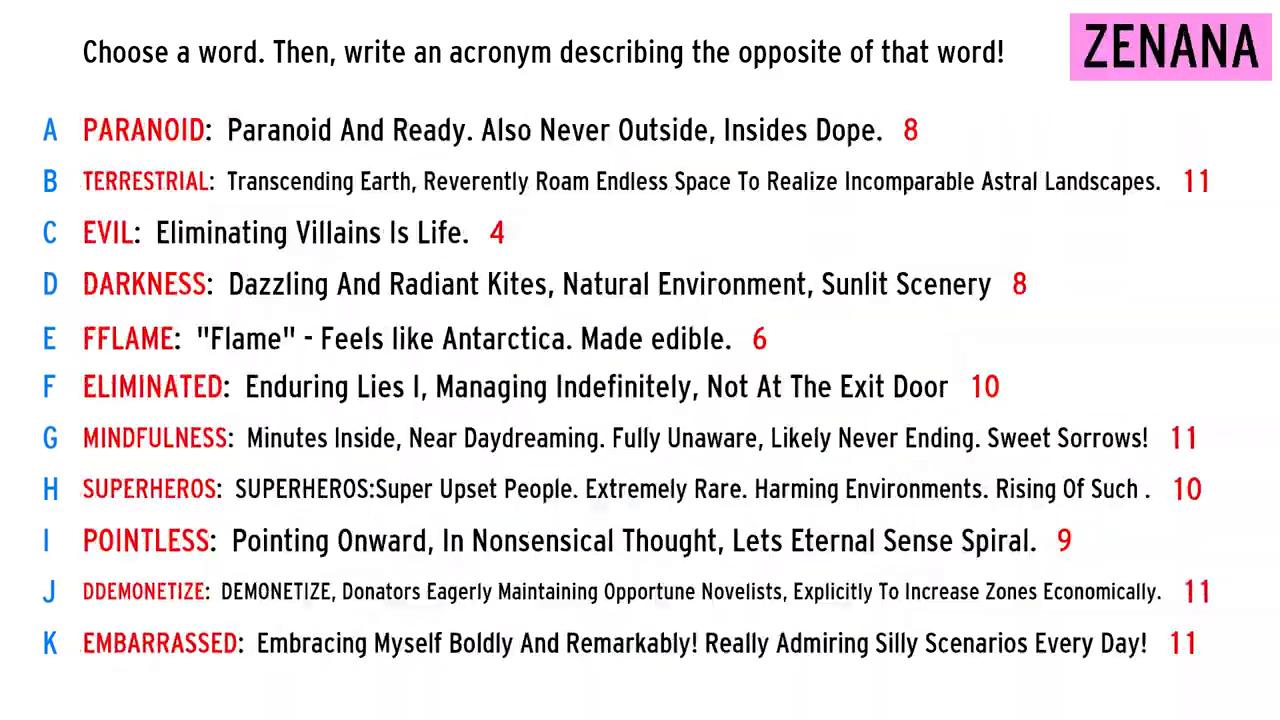 Choose a word. Then, write an acronym describing the opposite of that word!
ZENANA
A PARANOID: Paranoid And Ready. Also Never Outside, Insides Dope. 8
B TERRESTRIAL: Transcending Earth, Reverently Roam Endless Space To Realize Incomparable Astral Landscapes. 11
C EVIL: Eliminating Villains Is Life. 4
D DARKNESS: Dazzling And Radiant Kites, Natural Environment, Sunlit Scenery 8
E FFLAME: "Flame" - Feels like Antarctica. Made edible. 6
F ELIMINATED: Enduring Lies I, Managing Indefinitely, Not At The Exit Door 10
G MINDFULNESS: Minutes Inside, Near Daydreaming. Fully Unaware, Likely Never Ending. Sweet Sorrows! 11
H SUPERHEROS: SUPERHEROS:Super Upset People. Extremely Rare. Harming Environments. Rising Of Such . 10
I POINTLESS: Pointing Onward, In Nonsensical Thought, Lets Eternal Sense Spiral. 9
J DDEMONETIZE: DEMONETIZE, Donators Eagerly Maintaining Opportune Novelists, Explicitly To Increase Zones Economically. 11
K EMBARRASSED: Embracing Myself Boldly And Remarkably! Really Admiring Silly Scenarios Every Day! 11